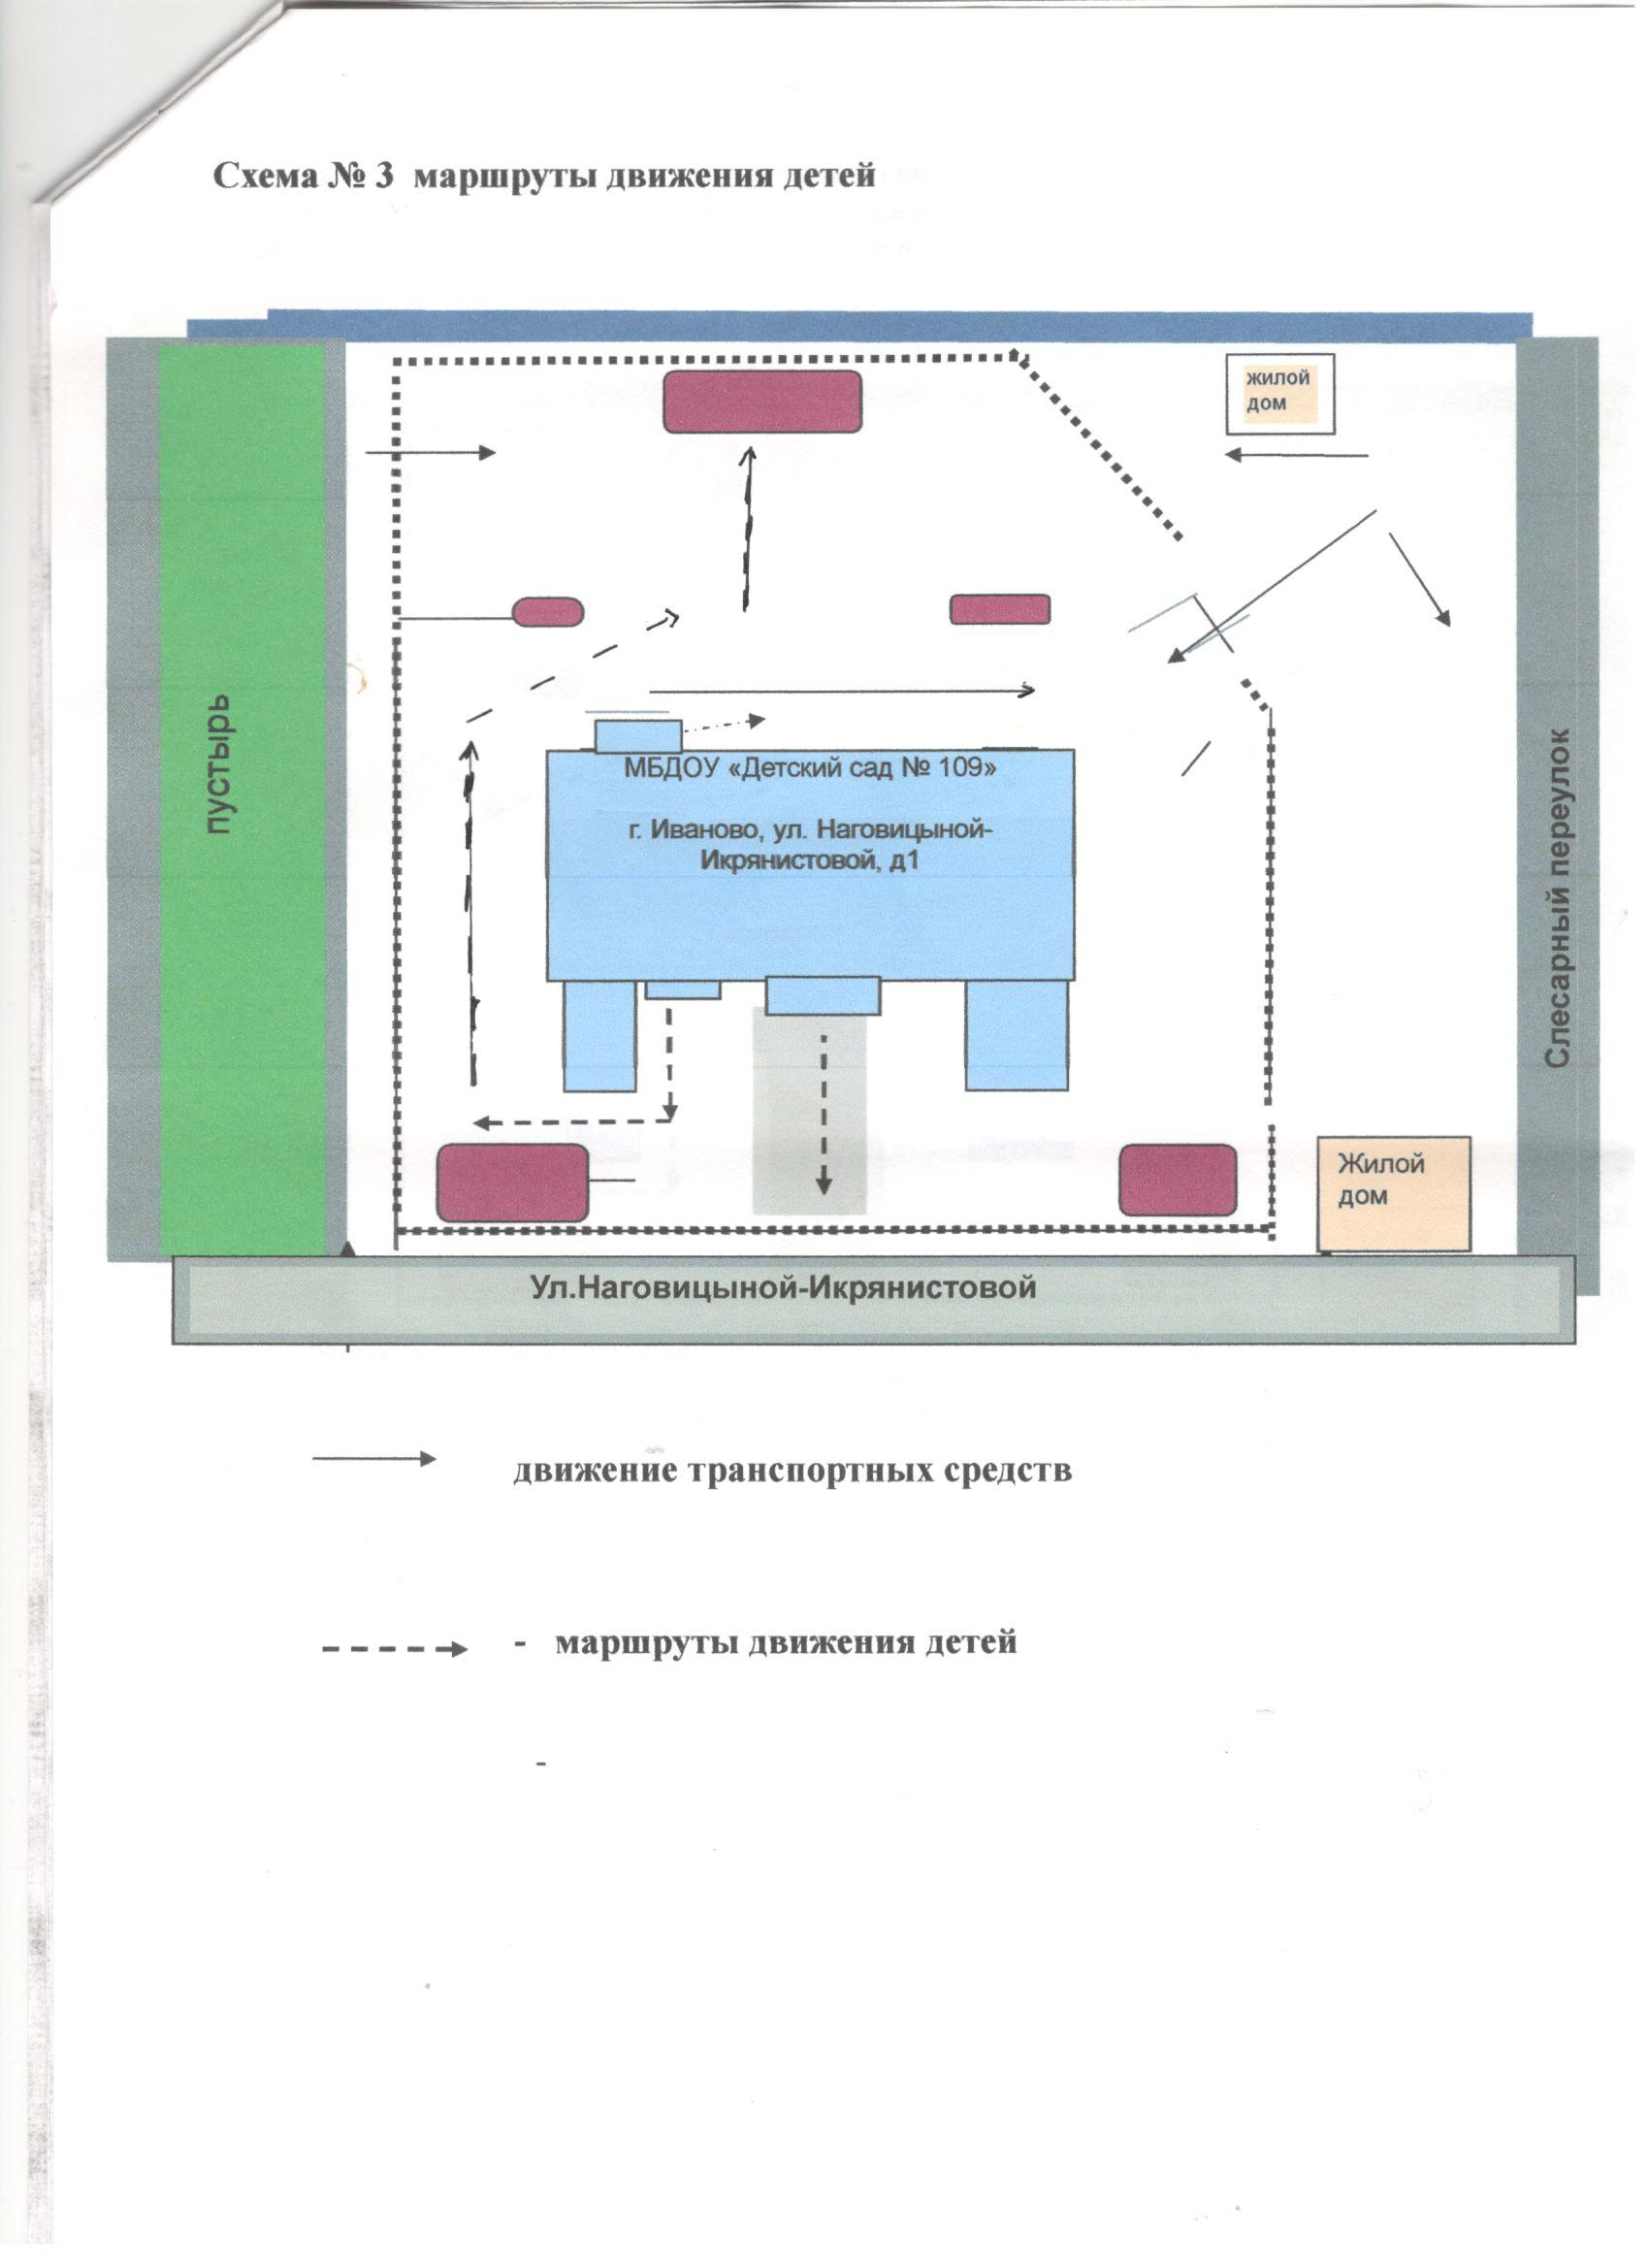 Схема № 3 маршруты движения детей
жилой
дом
пустырь
МБДОУ «Детский сад № 109»
г. Иваново, ул. Наговицыной-
Икрянистовой, д1
Слесарный переулок
Жилой
дом
Ул.Наговицыной-Икрянистовой
движение транспортных средств
- маршруты движения детей
-